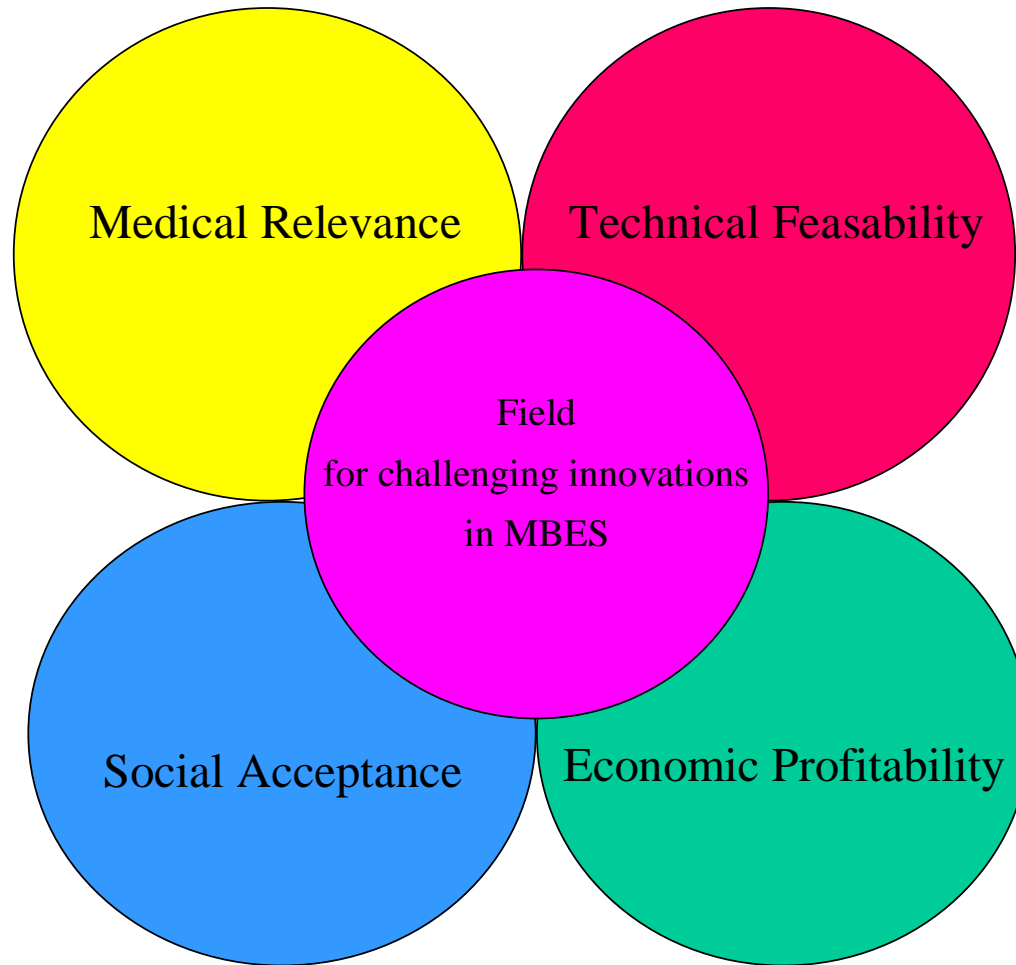 Medical Relevance
Technical Feasability
Field
for challenging innovations
in MBES
Social Acceptance
Economic Profitability